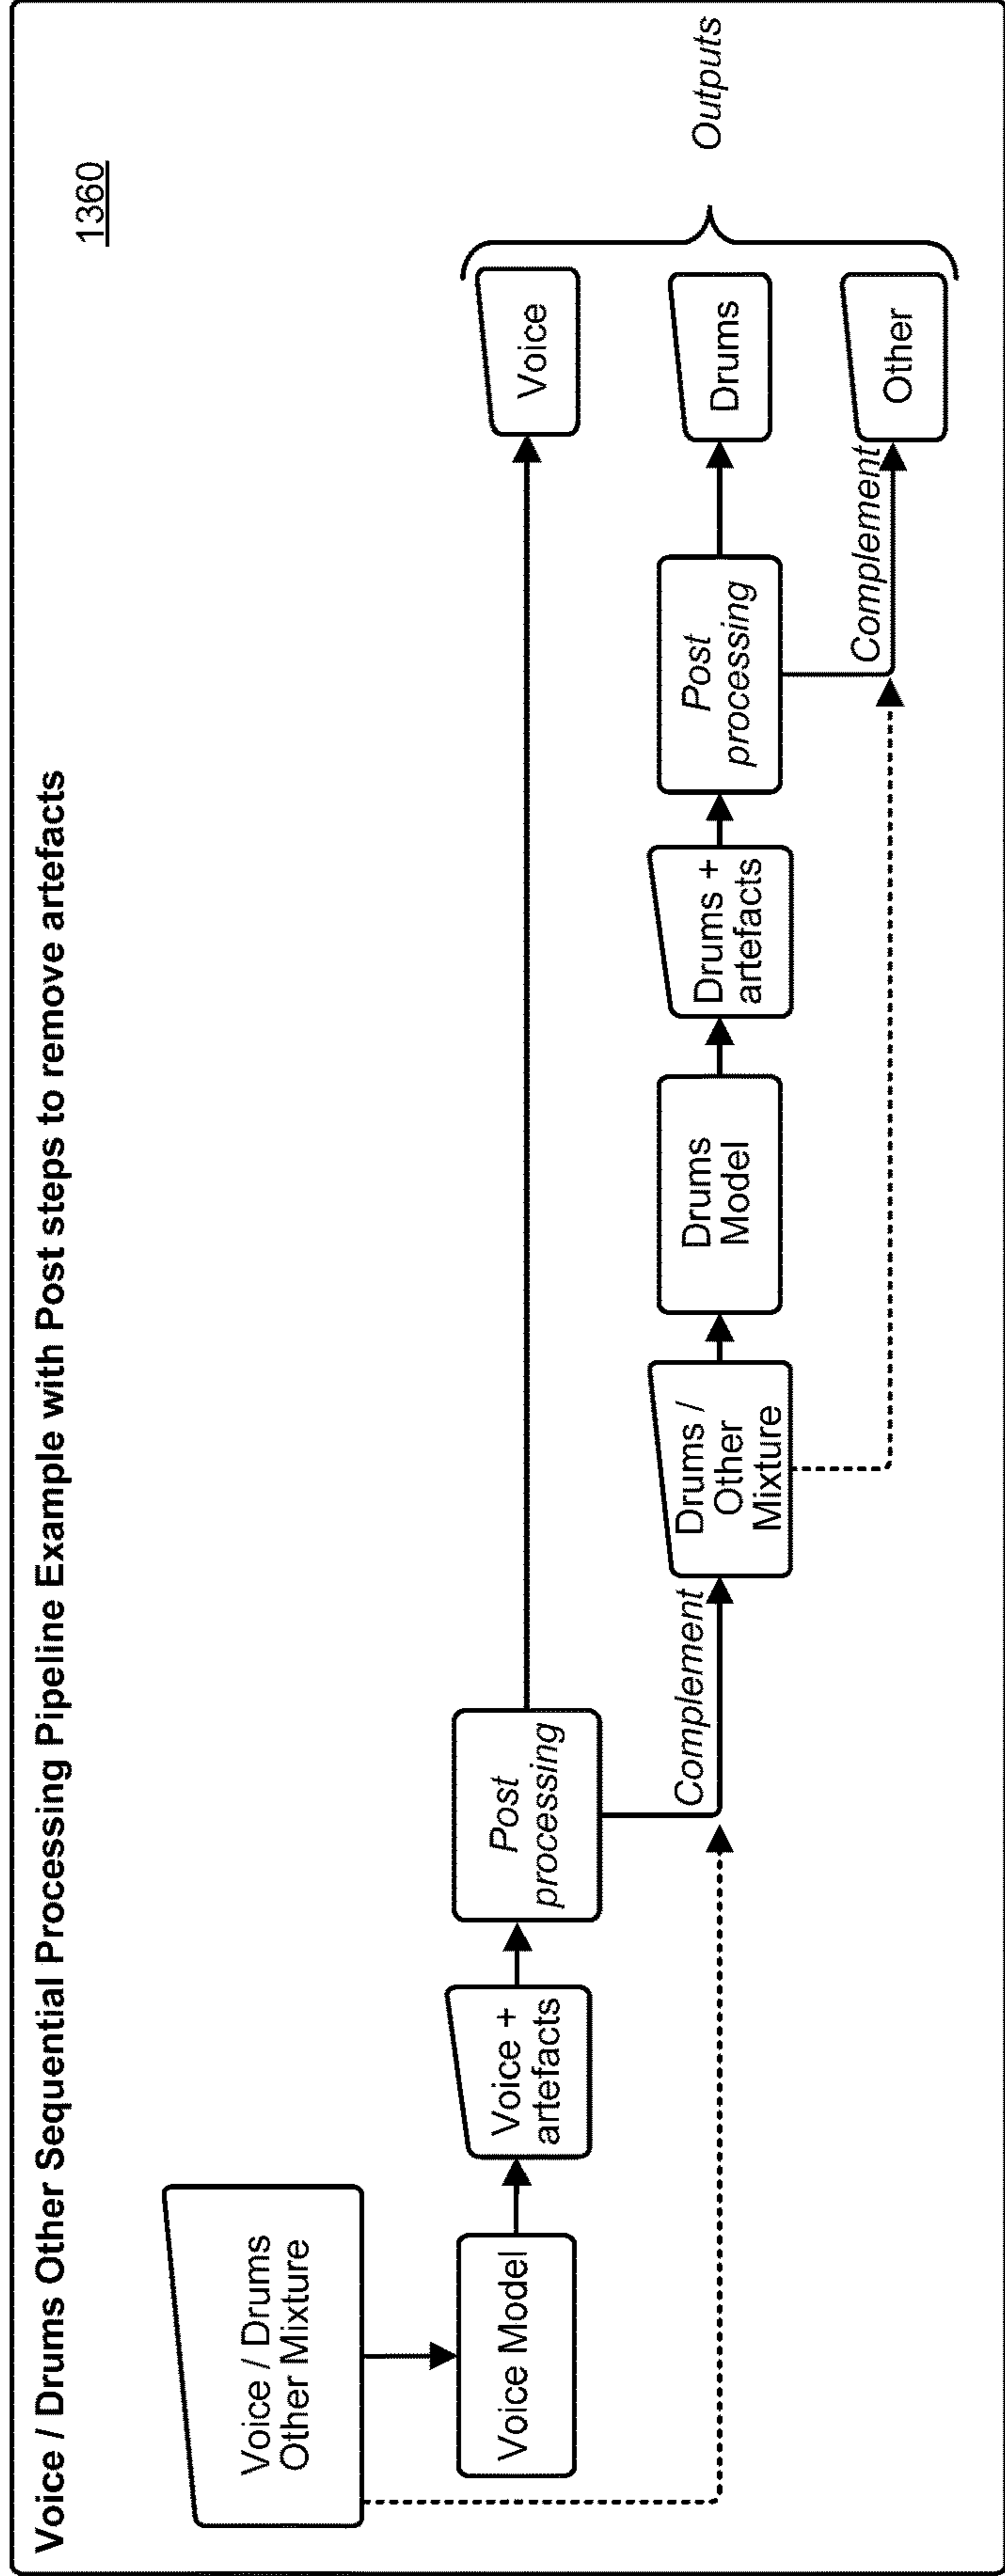 Voice / Drums Other Sequential Processing Pipeline Example with Post steps to remove artefacts
1360
Voice / Drums
Other Mixture
Voice Model
Voice +
artefacts
Post
processing
Complement
Drums /
Other
Mixture
Drums
Model
Drums +
artefacts
Post
processing
Complement
Voice
Drums
Other
Outputs